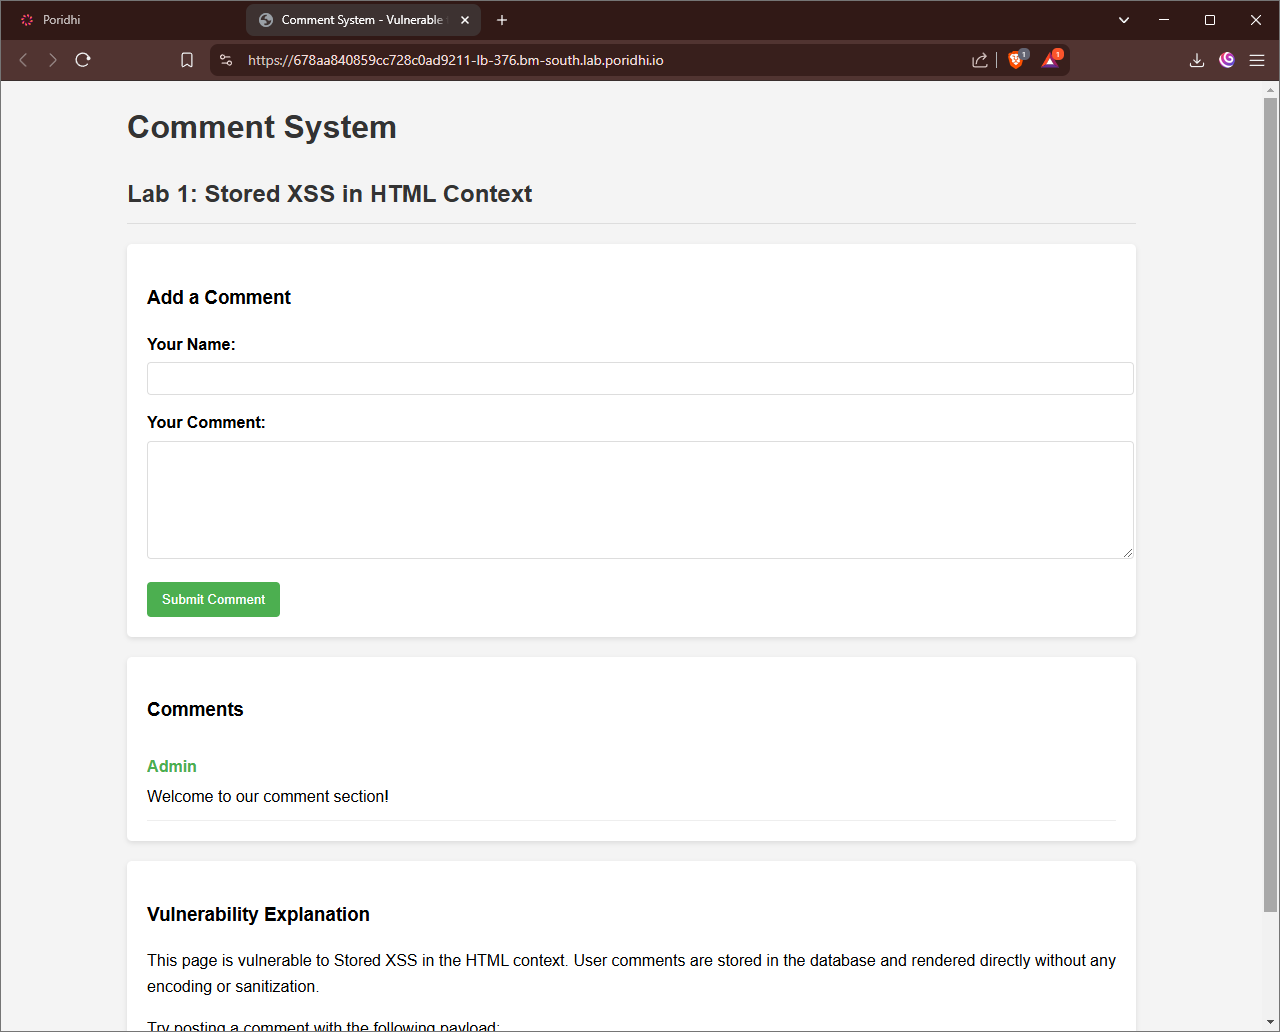 Poridhi
Comment System - Vulnerable
https://678aa840859cc728c0ad9211-lb-376.bm-south.lab.poridhi.io
1
1
Comment System
Lab 1: Stored XSS in HTML Context
Add a Comment
Your Name:
Your Comment:
Submit Comment
Comments
Admin
Welcome to our comment section!
Vulnerability Explanation
This page is vulnerable to Stored XSS in the HTML context. User comments are stored in the database and rendered directly without any
encoding or sanitization.
Try posting a comment with the following payload: